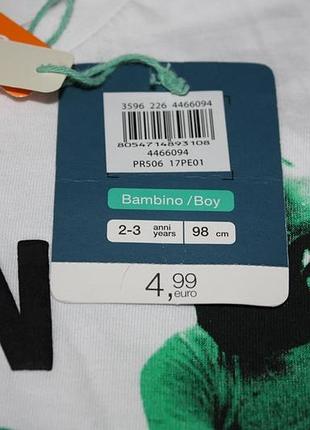 3596 226 4466094
8054714893108
4466094
PR506 17PE01
Bambino /Boy
2-3 anni years 98 cm
4,99 euro
N